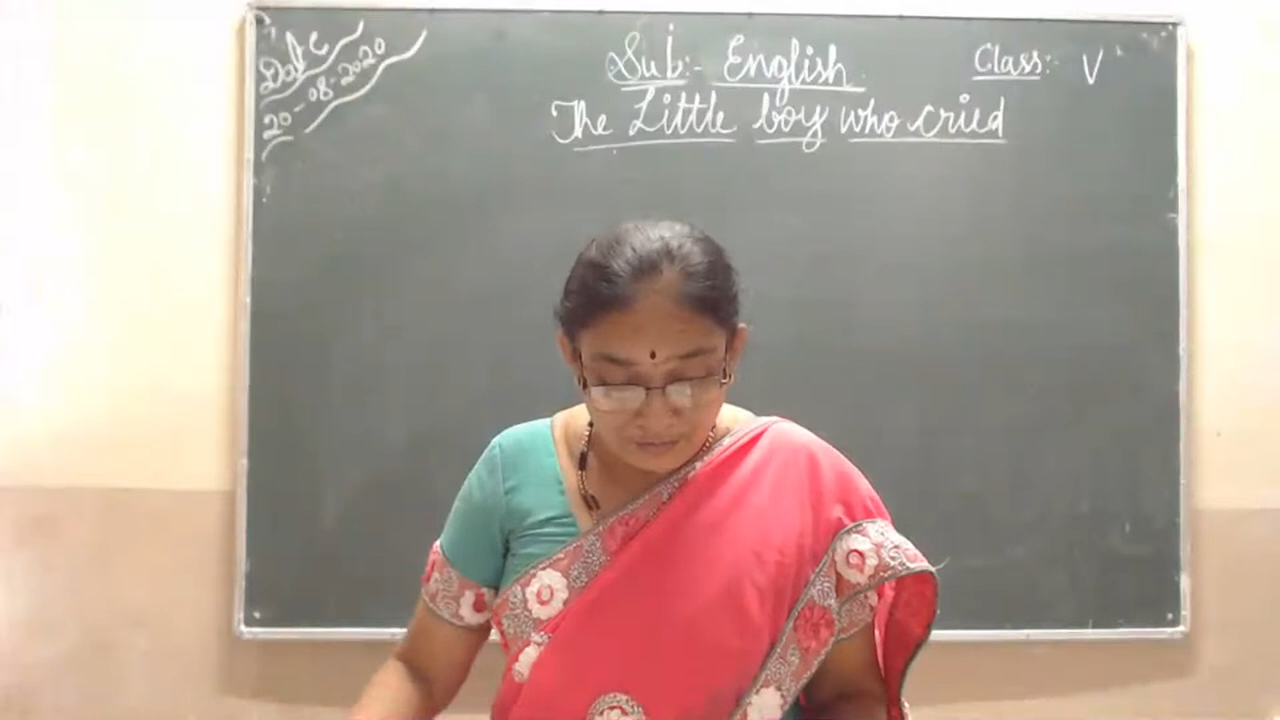 Date
20-08-2020
Sub:- English
Class:- V
The Little boy who cried